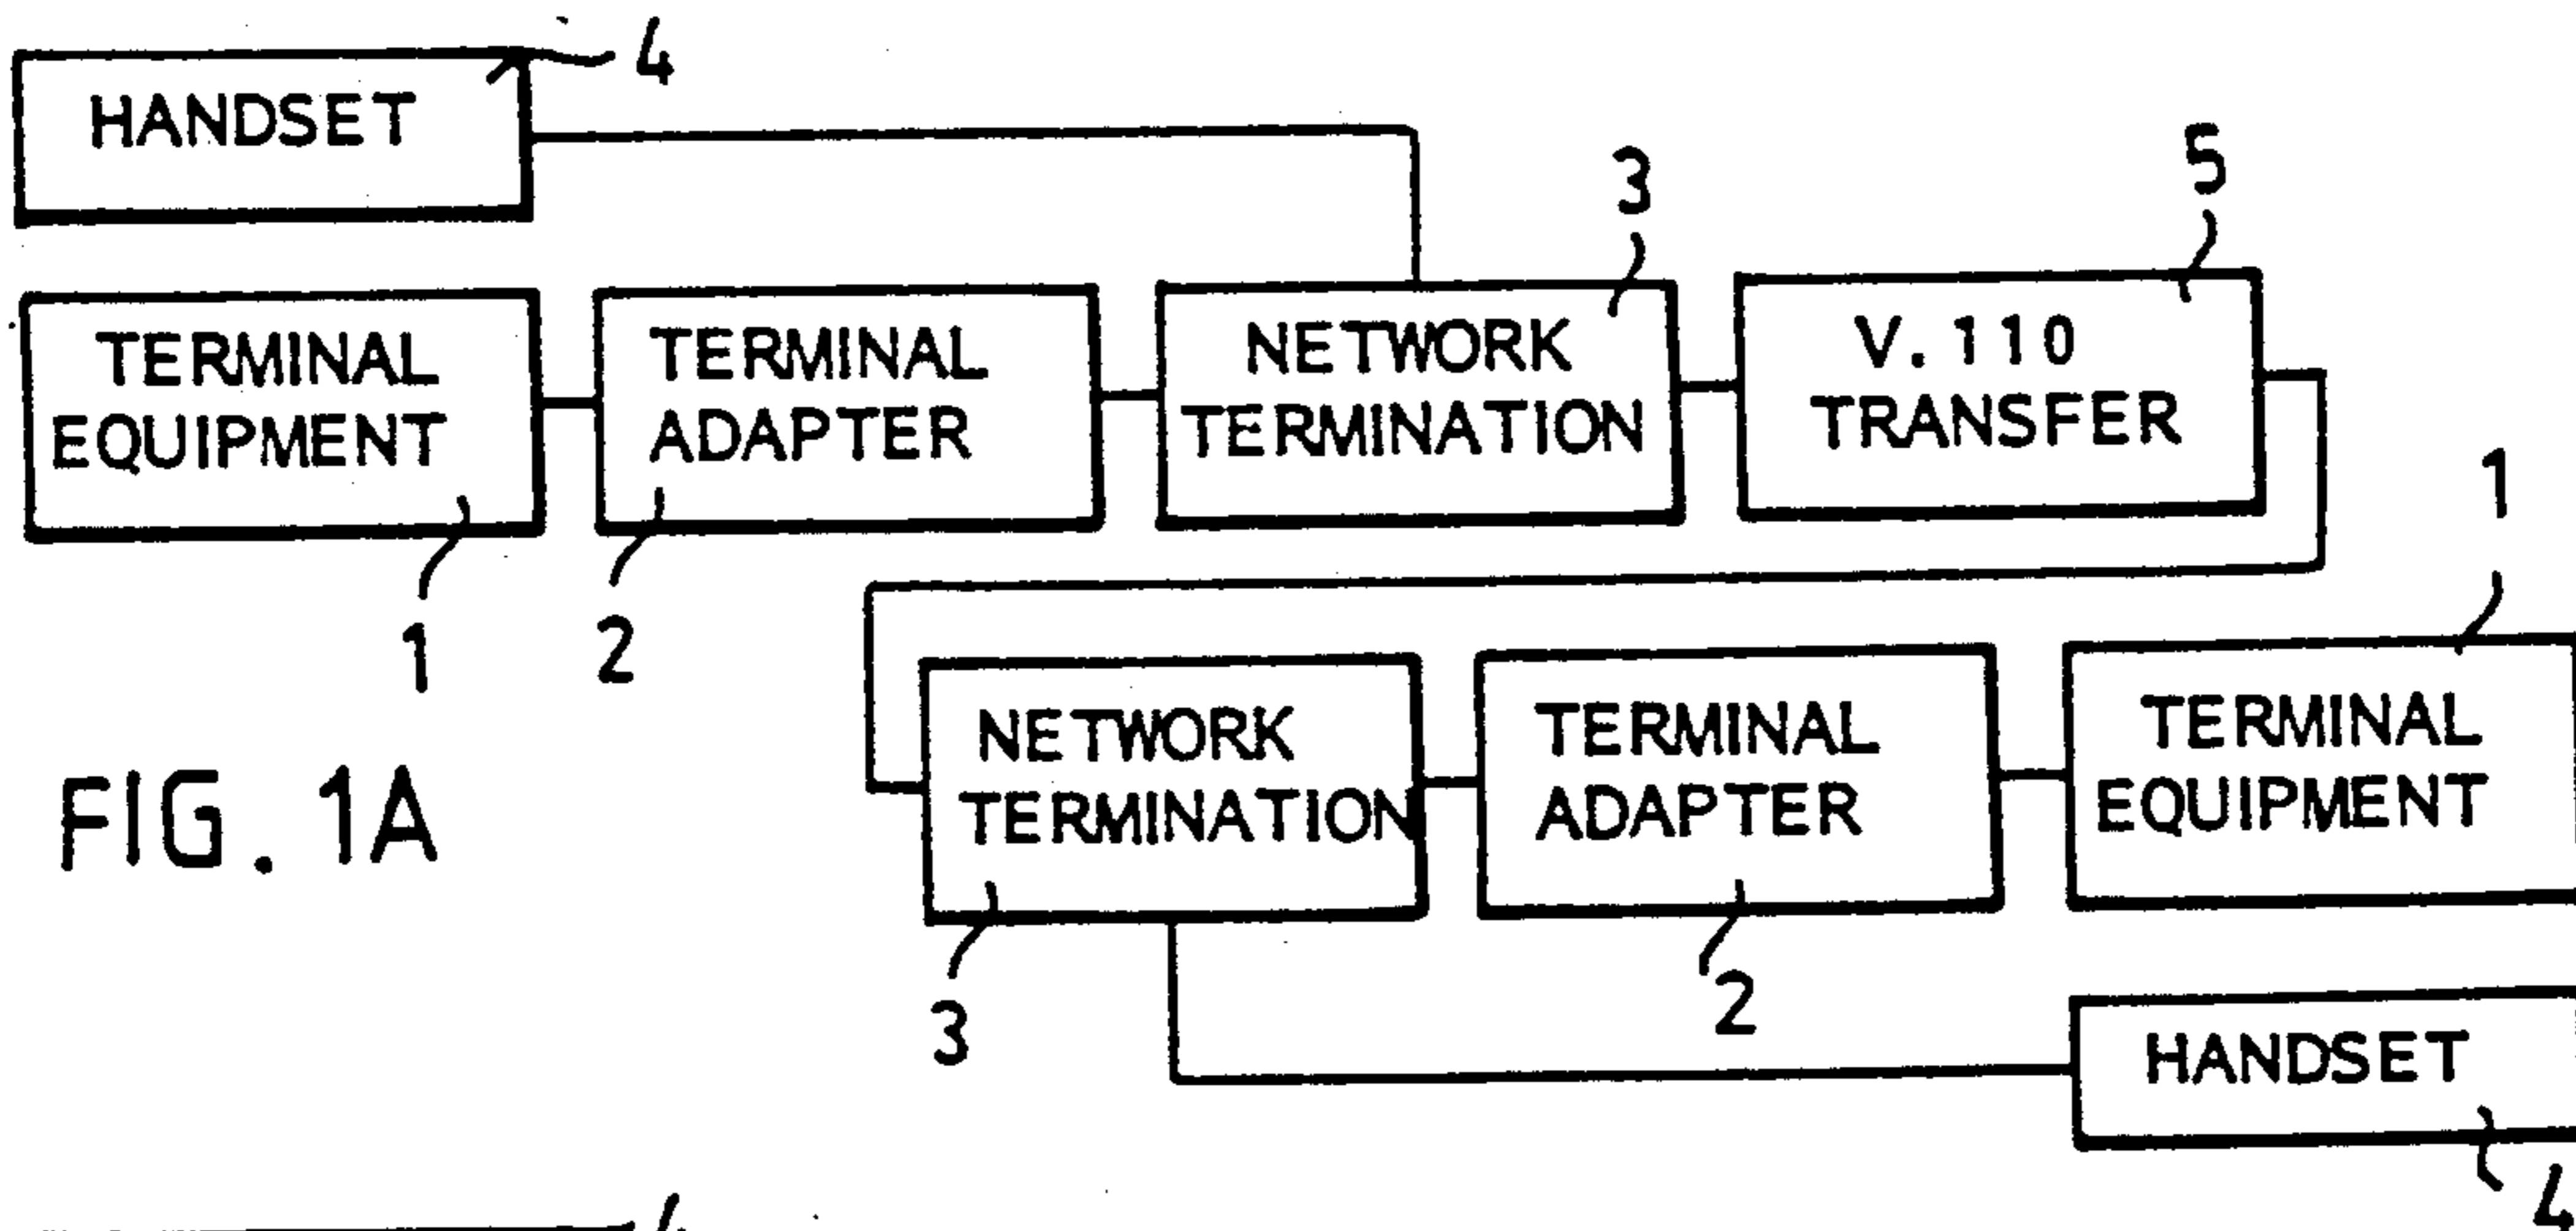 4
HANDSET
3
5
TERMINAL
EQUIPMENT
TERMINAL
ADAPTER
NETWORK
TERMINATION
V.110
TRANSFER
1
1
2
NETWORK
TERMINATION
TERMINAL
ADAPTER
TERMINAL
EQUIPMENT
FIG. 1A
3
2
HANDSET
4
4